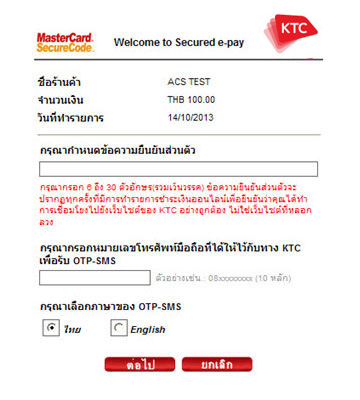 MasterCard.
SecureCode.
Welcome to Secured e-pay
KTC
ชื่อร้านค้า ACS TEST
จำนวนเงิน THB 100.00
วันที่ทำรายการ 14/10/2013
กรุณากำหนดข้อความยืนยันส่วนตัว
กรุณากรอก 6 ถึง 30 ตัวอักษร(รวมเว้นวรรค) ข้อความยืนยันส่วนตัวจะ
ปรากฏทุกครั้งที่มีการทำรายการชำระเงินออนไลน์เพื่อยืนยันว่าคุณได้ทำ
การเชื่อมโยงไปยังเว็บไซต์ของ KTC อย่างถูกต้อง ไม่ใช่เว็บไซต์ที่หลอก
ลวง
กรุณากรอกหมายเลขโทรศัพท์มือถือที่ได้ให้ไว้กับทาง KTC
เพื่อรับ OTP-SMS
ตัวอย่างเช่น.: 08xxxxxxxx (10 หลัก)
กรุณาเลือกภาษาของ OTP-SMS
ไทย English
ต่อไป ยกเลิก